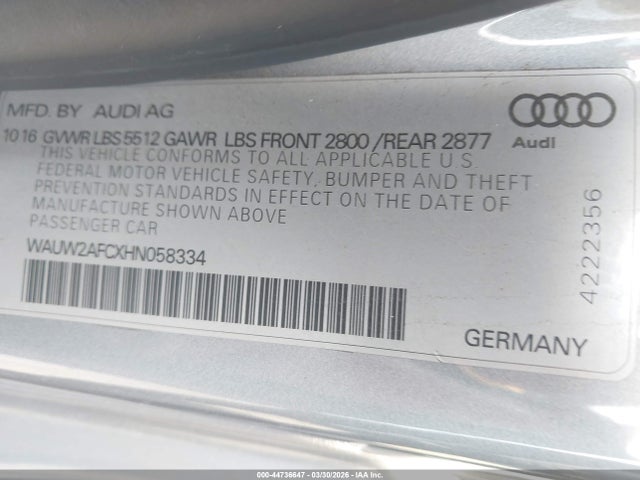 MFD. BY AUDI AG
10 16 GVWR LBS 5512 GAWR LBS FRONT 2800 /REAR 2877
THIS VEHICLE CONFORMS TO ALL APPLICABLE U.S.
FEDERAL MOTOR VEHICLE SAFETY, BUMPER AND THEFT
PREVENTION STANDARDS IN EFFECT ON THE DATE OF
MANUFACTURE SHOWN ABOVE
PASSENGER CAR
WAUW2AFCXHN058334
Audi
4222356
GERMANY
000-44736647 - 03/30/2026 - IAA Inc.